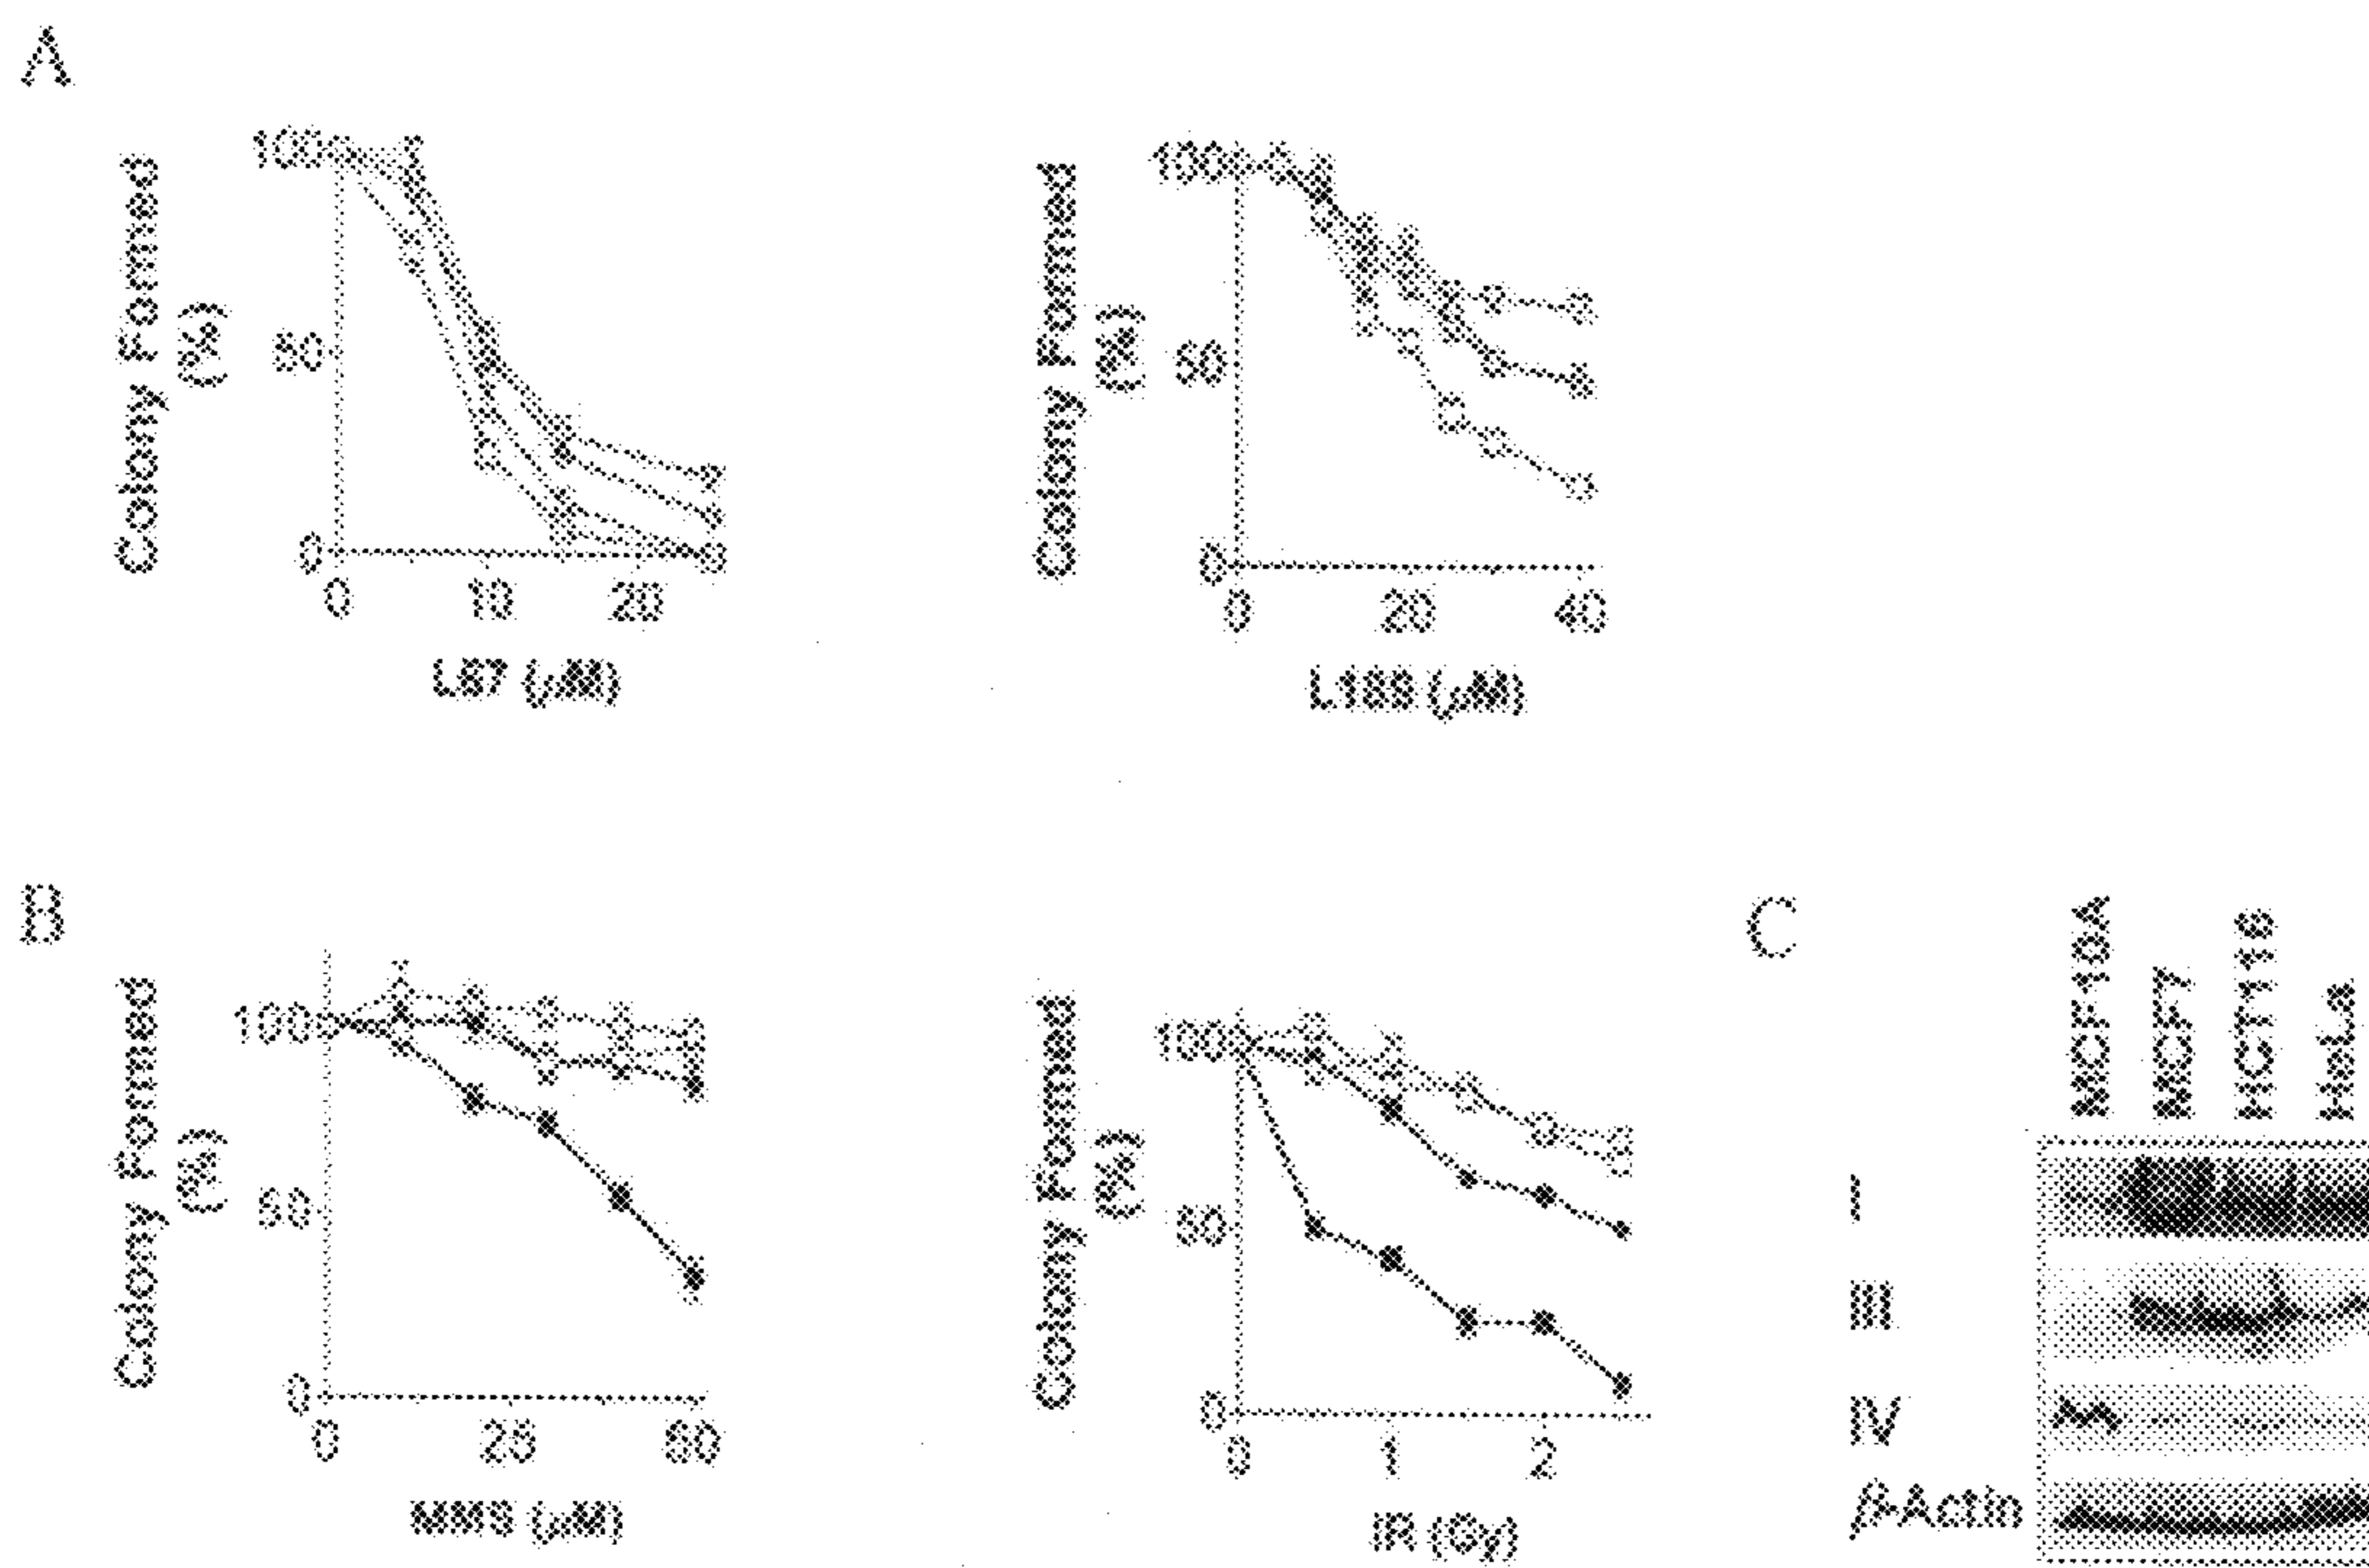 A
Colony Formed
(%)
100
50
0
0 10 20
L67 (μM)
Colony Formed
(%)
100
50
0
0 20 40
L189 (μM)
B
Colony Formed
(%)
100
50
0
0 25 50
MMS (μM)
Colony Formed
(%)
100
50
0
0 1 2
IR (Gy)
C
MCF10A
MCF7
HCT116
HeLa
I
III
IV
β-Actin